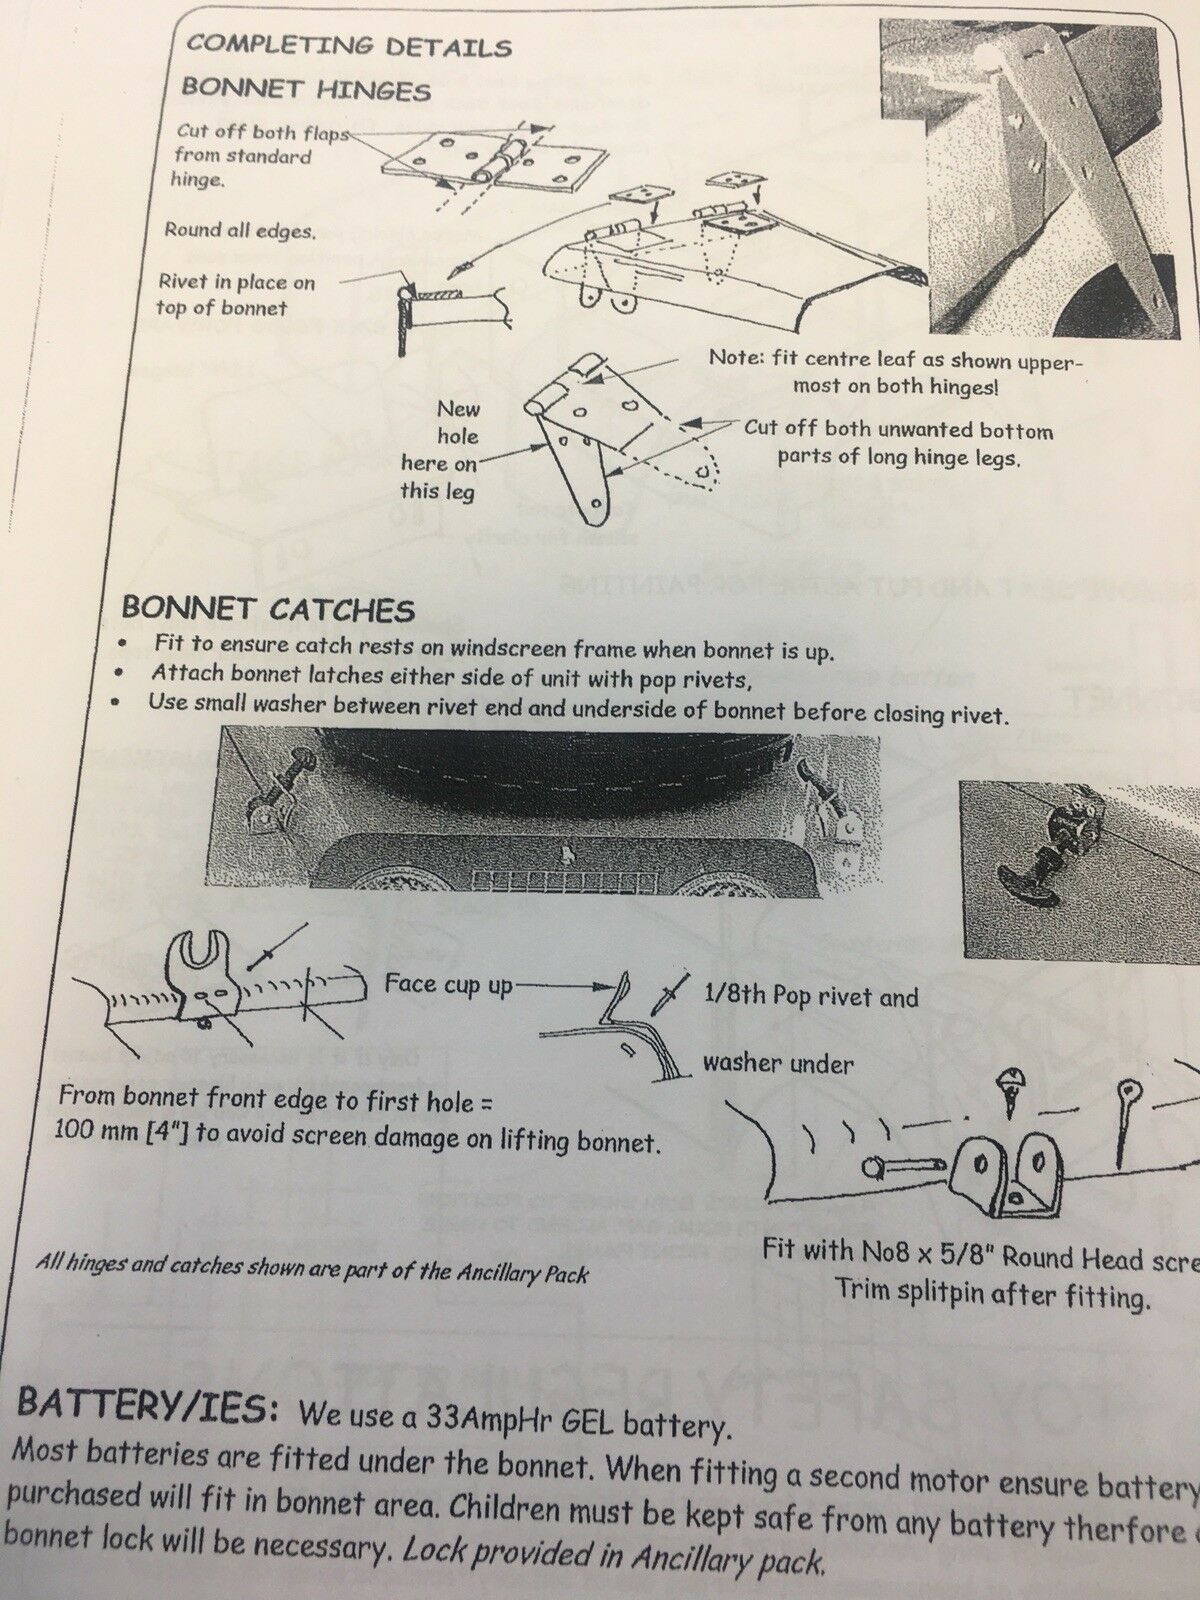 COMPLETING DETAILS
BONNET HINGES
Cut off both flaps
from standard
hinge.
Round all edges.
Rivet in place on
top of bonnet
Note: fit centre leaf as shown upper-
most on both hinges!
New
hole
here on
this leg
Cut off both unwanted bottom
parts of long hinge legs.
BONNET CATCHES
• Fit to ensure catch rests on windscreen frame when bonnet is up.
• Attach bonnet latches either side of unit with pop rivets,
• Use small washer between rivet end and underside of bonnet before closing rivet.
Face cup up
1/8th Pop rivet and
washer under
From bonnet front edge to first hole =
100 mm [4"] to avoid screen damage on lifting bonnet.
Fit with No8 x 5/8" Round Head scre
Trim splitpin after fitting.
All hinges and catches shown are part of the Ancillary Pack
BATTERY/IES: We use a 33AmpHr GEL battery.
Most batteries are fitted under the bonnet. When fitting a second motor ensure battery
purchased will fit in bonnet area. Children must be kept safe from any battery therfore
bonnet lock will be necessary. Lock provided in Ancillary pack.